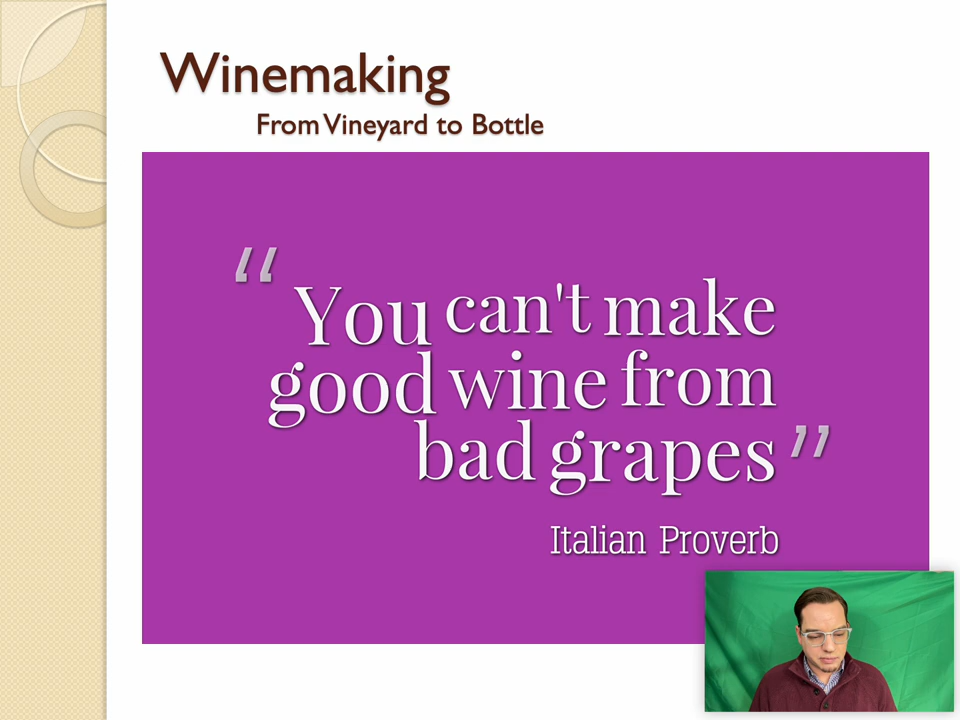 Winemaking
From Vineyard to Bottle
“ You can't make
good wine from
bad grapes ”
Italian Proverb